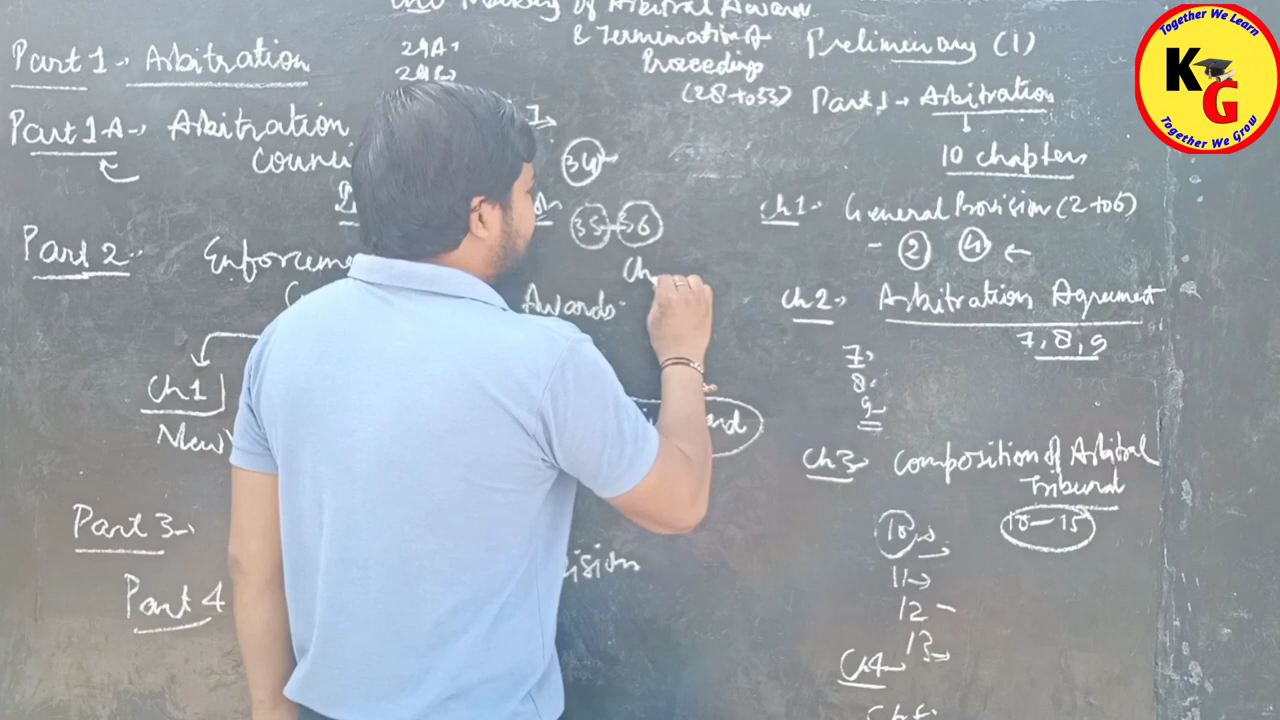 Making of Arbitral Award
& Termination of
Proceedings
(28 to 33)
29A
29B
Part 1 Arbitration
Part 1A Arbitration
Part 2
34
35 - 36
Ch
Awards
Ch 1
New
Part 3
Part 4
Preliminary (1)
Part 1 Arbitration
10 chapters
Ch 1. General Provision (2 to 6)
- 2 4
Ch 2. Arbitration Agreement
7, 8, 9
7,
8.
9
Ch 3. Composition of Arbitral
Tribunal
10 - 15
10
11
12 -
13
Ch 4
Together We Learn
KG
Together We Grow